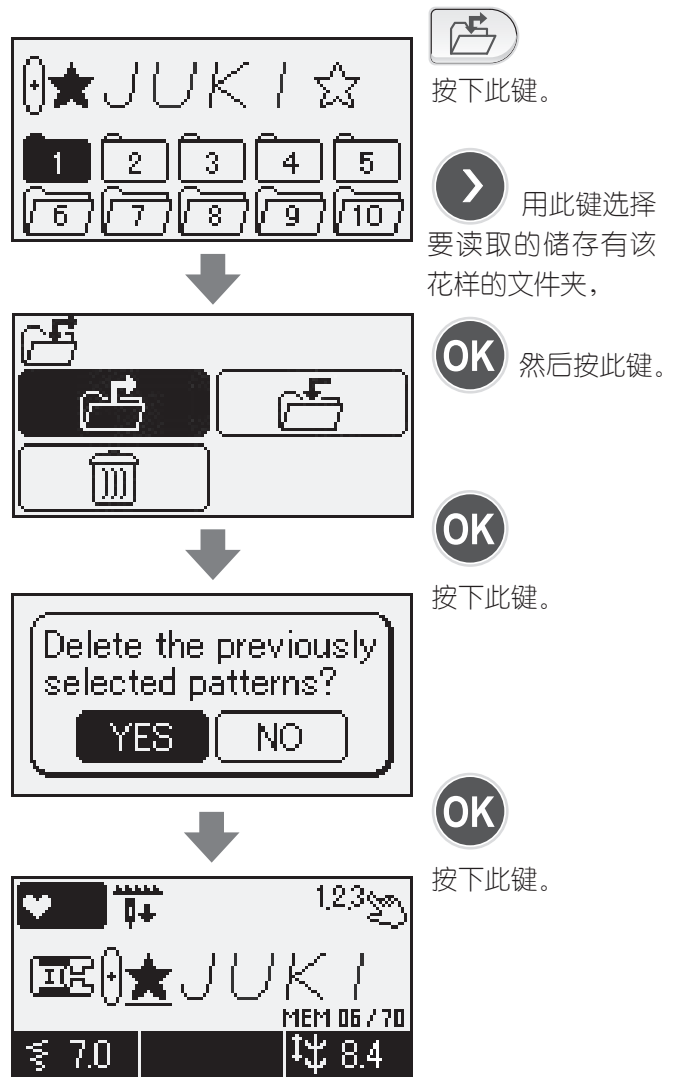 按下此键。
JUKI
1 2 3 4 5
6 7 8 9 10
用此键选择
要读取的储存有该
花样的文件夹，
OK 然后按此键。
OK
按下此键。
Delete the previously
selected patterns?
YES NO
OK
按下此键。
1,2,3
JUKI
MEM 06 / 70
7.0 8.4